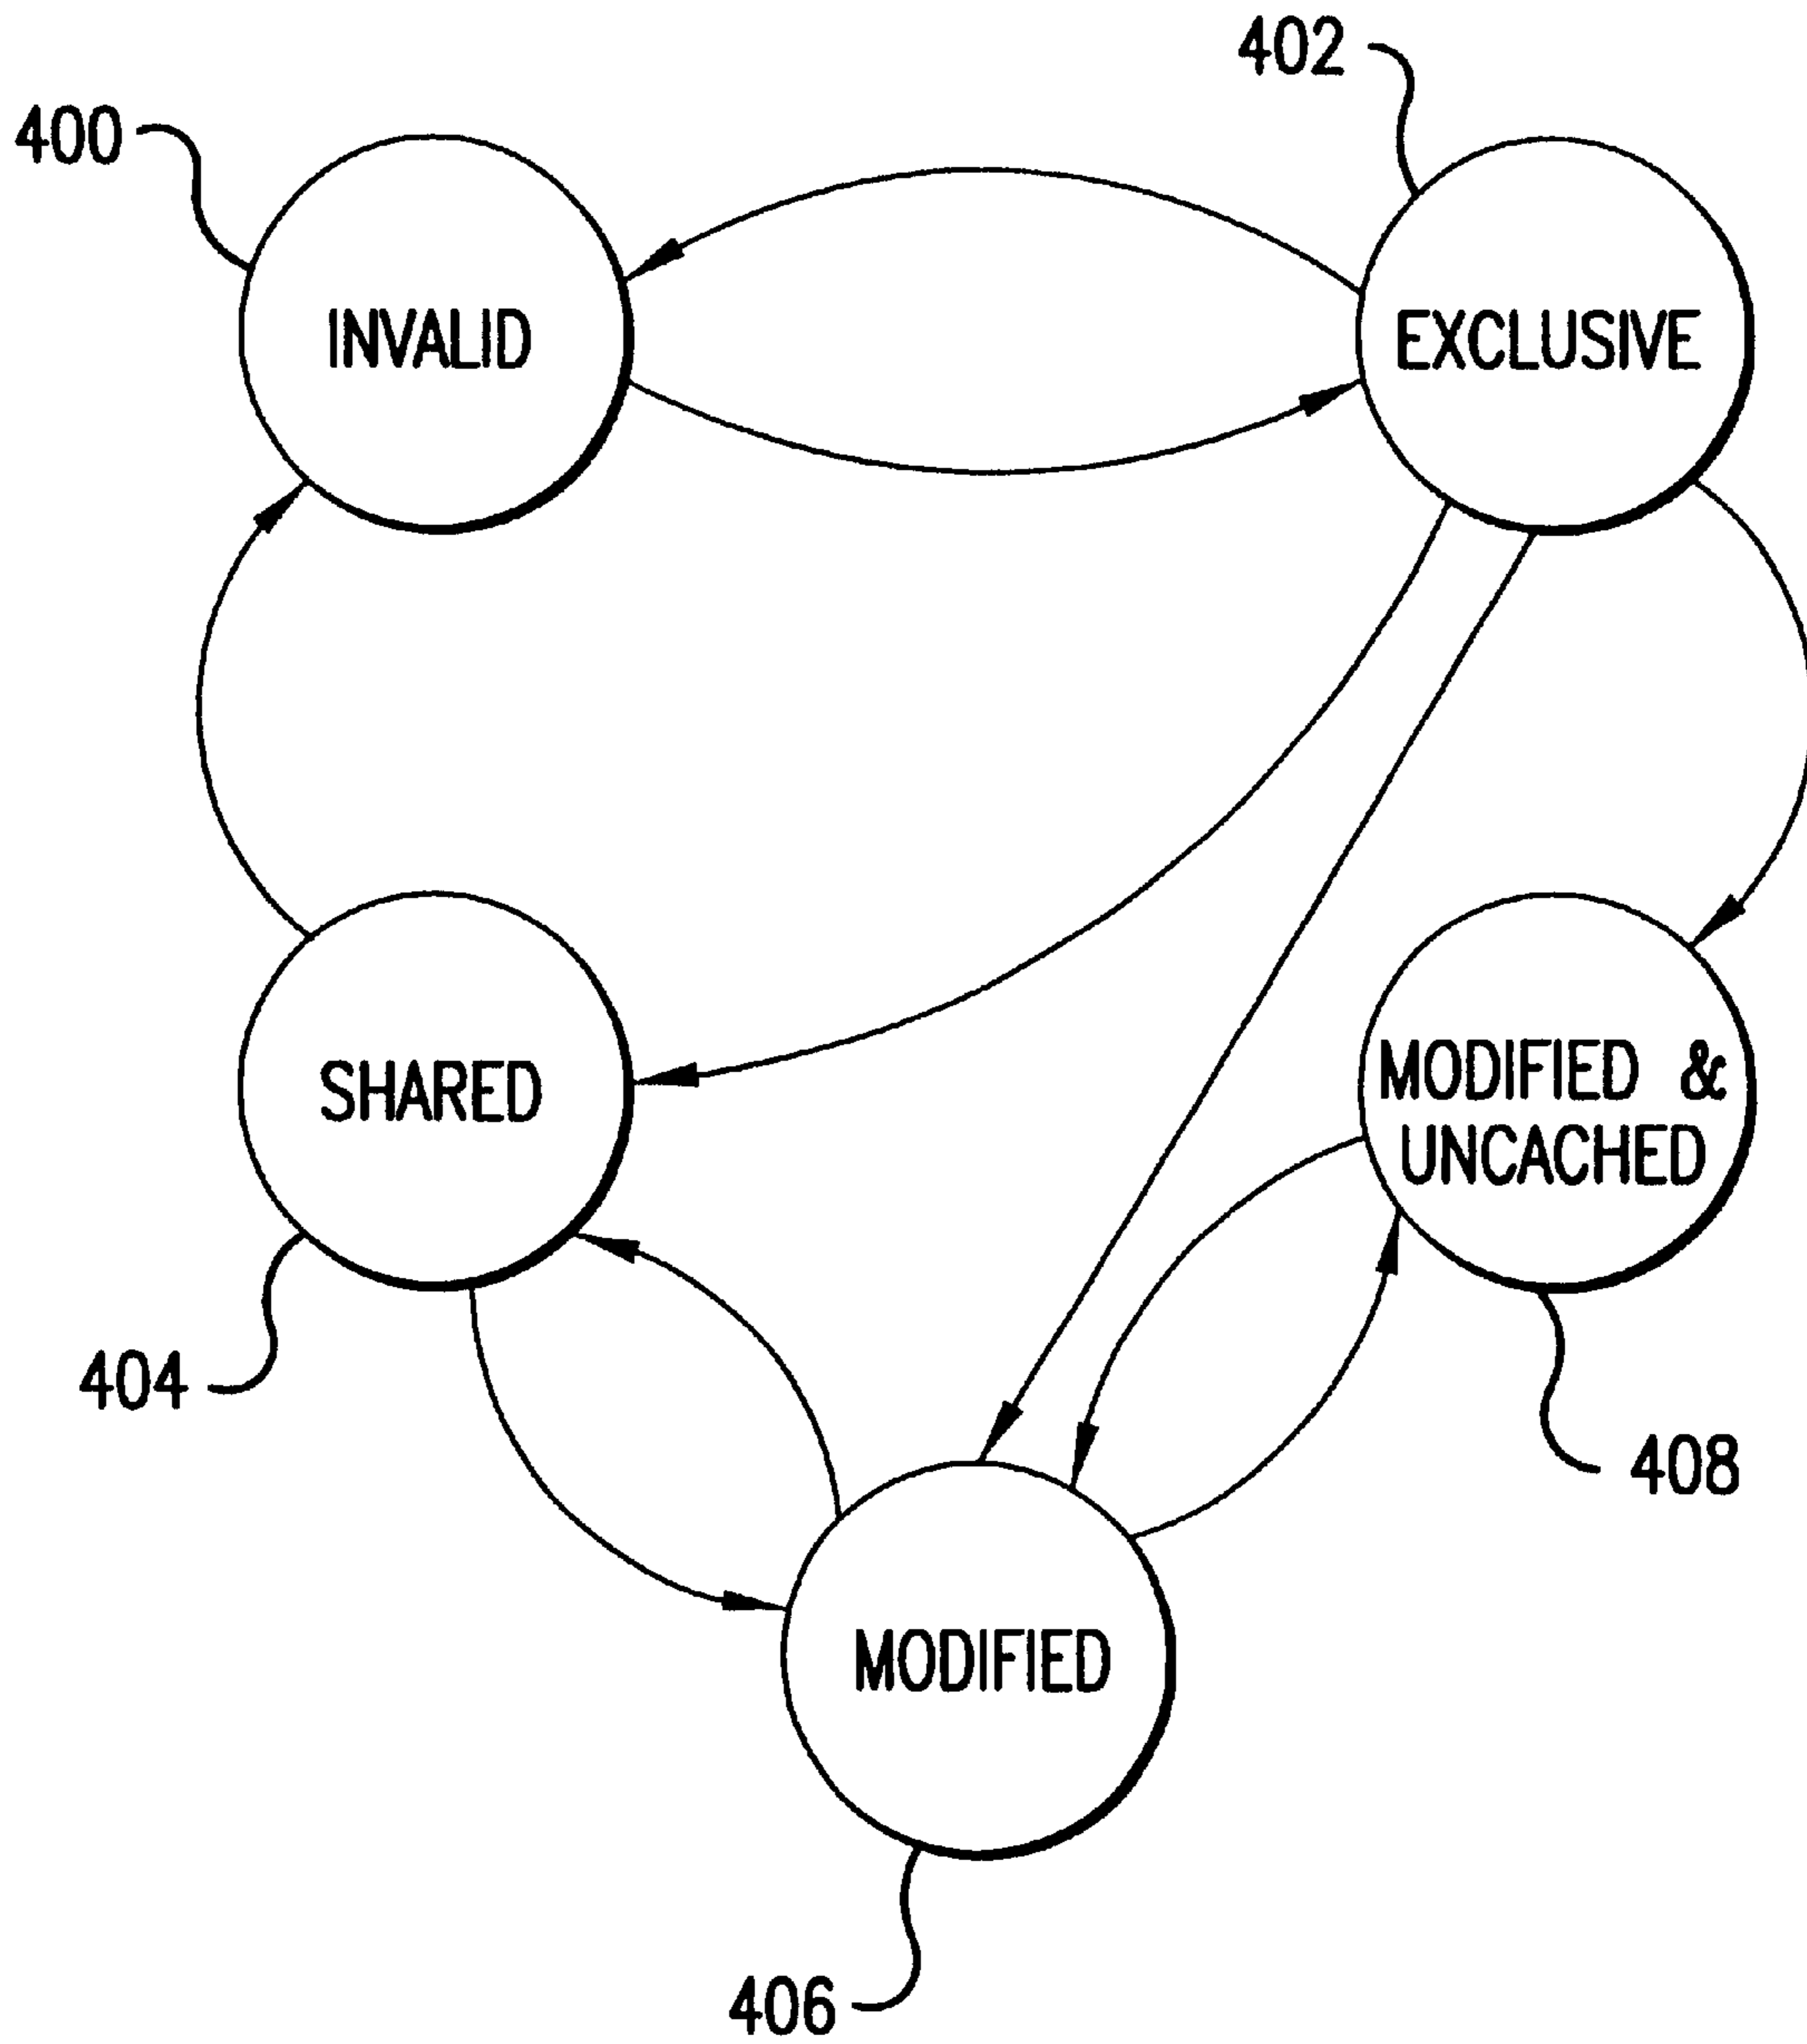 402
400
INVALID
EXCLUSIVE
SHARED
MODIFIED &
UNCACHED
404
408
MODIFIED
406